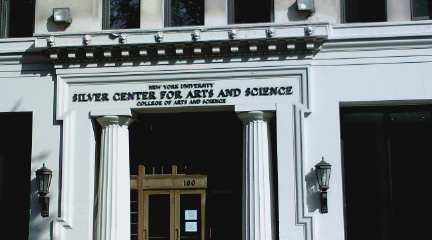 NEW YORK UNIVERSITY
SILVER CENTER FOR ARTS AND SCIENCE
COLLEGE OF ARTS AND SCIENCE
100